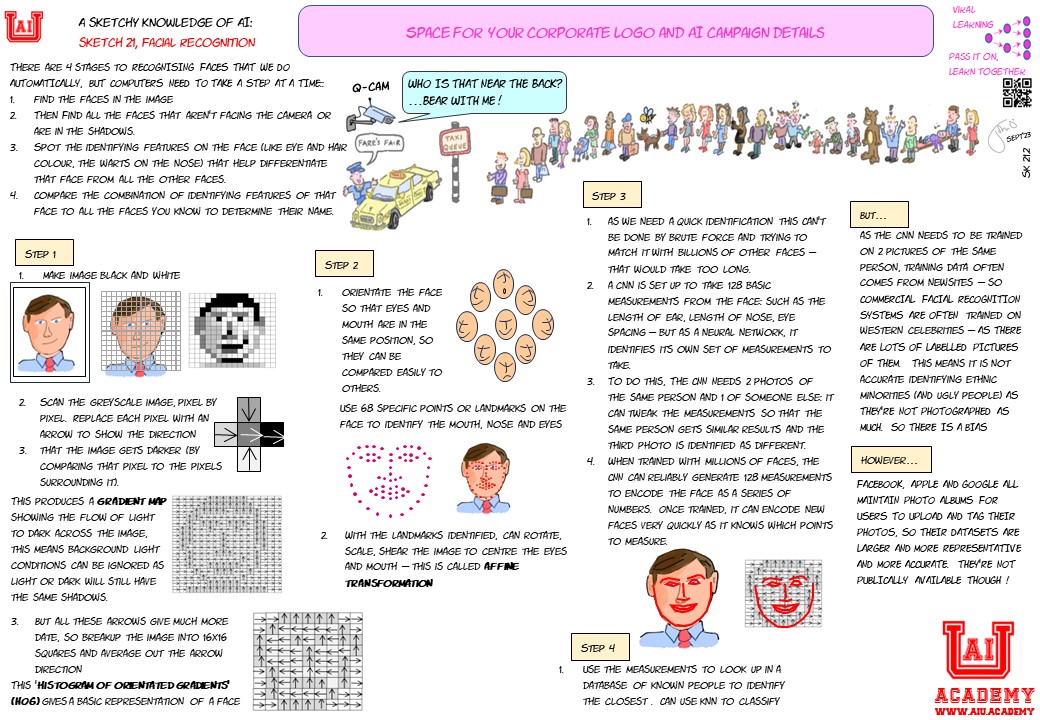 AI
A SKETCHY KNOWLEDGE OF AI:
SKETCH 21, FACIAL RECOGNITION
SPACE FOR YOUR CORPORATE LOGO AND AI CAMPAIGN DETAILS
VIRAL
LEARNING
PASS IT ON,
LEARN TOGETHER
SEPT23
SK 212
THERE ARE 4 STAGES TO RECOGNISING FACES THAT WE DO
AUTOMATICALLY, BUT COMPUTERS NEED TO TAKE A STEP AT A TIME:
1. FIND THE FACES IN THE IMAGE
2. THEN FIND ALL THE FACES THAT AREN'T FACING THE CAMERA OR
ARE IN THE SHADOWS.
3. SPOT THE IDENTIFYING FEATURES ON THE FACE (LIKE EYE AND HAIR
COLOUR, THE WARTS ON THE NOSE) THAT HELP DIFFERENTIATE
THAT FACE FROM ALL THE OTHER FACES.
4. COMPARE THE COMBINATION OF IDENTIFYING FEATURES OF THAT
FACE TO ALL THE FACES YOU KNOW TO DETERMINE THEIR NAME.
Q-CAM
WHO IS THAT NEAR THE BACK?
...BEAR WITH ME!
FARE'S FAIR
TAXI
QUEUE
STEP 1
1. MAKE IMAGE BLACK AND WHITE
2. SCAN THE GREYSCALE IMAGE, PIXEL BY
PIXEL. REPLACE EACH PIXEL WITH AN
ARROW TO SHOW THE DIRECTION
3. THAT THE IMAGE GETS DARKER (BY
COMPARING THAT PIXEL TO THE PIXELS
SURROUNDING IT).
THIS PRODUCES A GRADIENT MAP
SHOWING THE FLOW OF LIGHT
TO DARK ACROSS THE IMAGE,
THIS MEANS BACKGROUND LIGHT
CONDITIONS CAN BE IGNORED AS
LIGHT OR DARK WILL STILL HAVE
THE SAME SHADOWS.
3. BUT ALL THESE ARROWS GIVE MUCH MORE
DATE, SO BREAKUP THE IMAGE INTO 16X16
SQUARES AND AVERAGE OUT THE ARROW
DIRECTION
THIS 'HISTOGRAM OF ORIENTATED GRADIENTS'
(HOG) GIVES A BASIC REPRESENTATION OF A FACE
STEP 2
1. ORIENTATE THE FACE
SO THAT EYES AND
MOUTH ARE IN THE
SAME POSITION, SO
THEY CAN BE
COMPARED EASILY TO
OTHERS.
USE 68 SPECIFIC POINTS OR LANDMARKS ON THE
FACE TO IDENTIFY THE MOUTH, NOSE AND EYES
2. WITH THE LANDMARKS IDENTIFIED, CAN ROTATE,
SCALE, SHEAR THE IMAGE TO CENTRE THE EYES
AND MOUTH – THIS IS CALLED AFFINE
TRANSFORMATION
STEP 3
1. AS WE NEED A QUICK IDENTIFICATION THIS CAN'T
BE DONE BY BRUTE FORCE AND TRYING TO
MATCH IT WITH BILLIONS OF OTHER FACES –
THAT WOULD TAKE TOO LONG.
2. A CNN IS SET UP TO TAKE 128 BASIC
MEASUREMENTS FROM THE FACE: SUCH AS THE
LENGTH OF EAR, LENGTH OF NOSE, EYE
SPACING – BUT AS A NEURAL NETWORK, IT
IDENTIFIES ITS OWN SET OF MEASUREMENTS TO
TAKE.
3. TO DO THIS, THE CNN NEEDS 2 PHOTOS OF
THE SAME PERSON AND 1 OF SOMEONE ELSE: IT
CAN TWEAK THE MEASUREMENTS SO THAT THE
SAME PERSON GETS SIMILAR RESULTS AND THE
THIRD PHOTO IS IDENTIFIED AS DIFFERENT.
4. WHEN TRAINED WITH MILLIONS OF FACES, THE
CNN CAN RELIABLY GENERATE 128 MEASUREMENTS
TO ENCODE THE FACE AS A SERIES OF
NUMBERS. ONCE TRAINED, IT CAN ENCODE NEW
FACES VERY QUICKLY AS IT KNOWS WHICH POINTS
TO MEASURE.
STEP 4
1. USE THE MEASUREMENTS TO LOOK UP IN A
DATABASE OF KNOWN PEOPLE TO IDENTIFY
THE CLOSEST. CAN USE KNN TO CLASSIFY
BUT...
AS THE CNN NEEDS TO BE TRAINED
ON 2 PICTURES OF THE SAME
PERSON, TRAINING DATA OFTEN
COMES FROM NEWSITES – SO
COMMERCIAL FACIAL RECOGNITION
SYSTEMS ARE OFTEN TRAINED ON
WESTERN CELEBRITIES – AS THERE
ARE LOTS OF LABELLED PICTURES
OF THEM. THIS MEANS IT IS NOT
ACCURATE IDENTIFYING ETHNIC
MINORITIES (AND UGLY PEOPLE) AS
THEY'RE NOT PHOTOGRAPHED AS
MUCH. SO THERE IS A BIAS
HOWEVER...
FACEBOOK, APPLE AND GOOGLE ALL
MAINTAIN PHOTO ALBUMS FOR
USERS TO UPLOAD AND TAG THEIR
PHOTOS, SO THEIR DATASETS ARE
LARGER AND MORE REPRESENTATIVE
AND MORE ACCURATE. THEY'RE NOT
PUBLICALLY AVAILABLE THOUGH!
AI
ACADEMY
WWW.AIU.ACADEMY